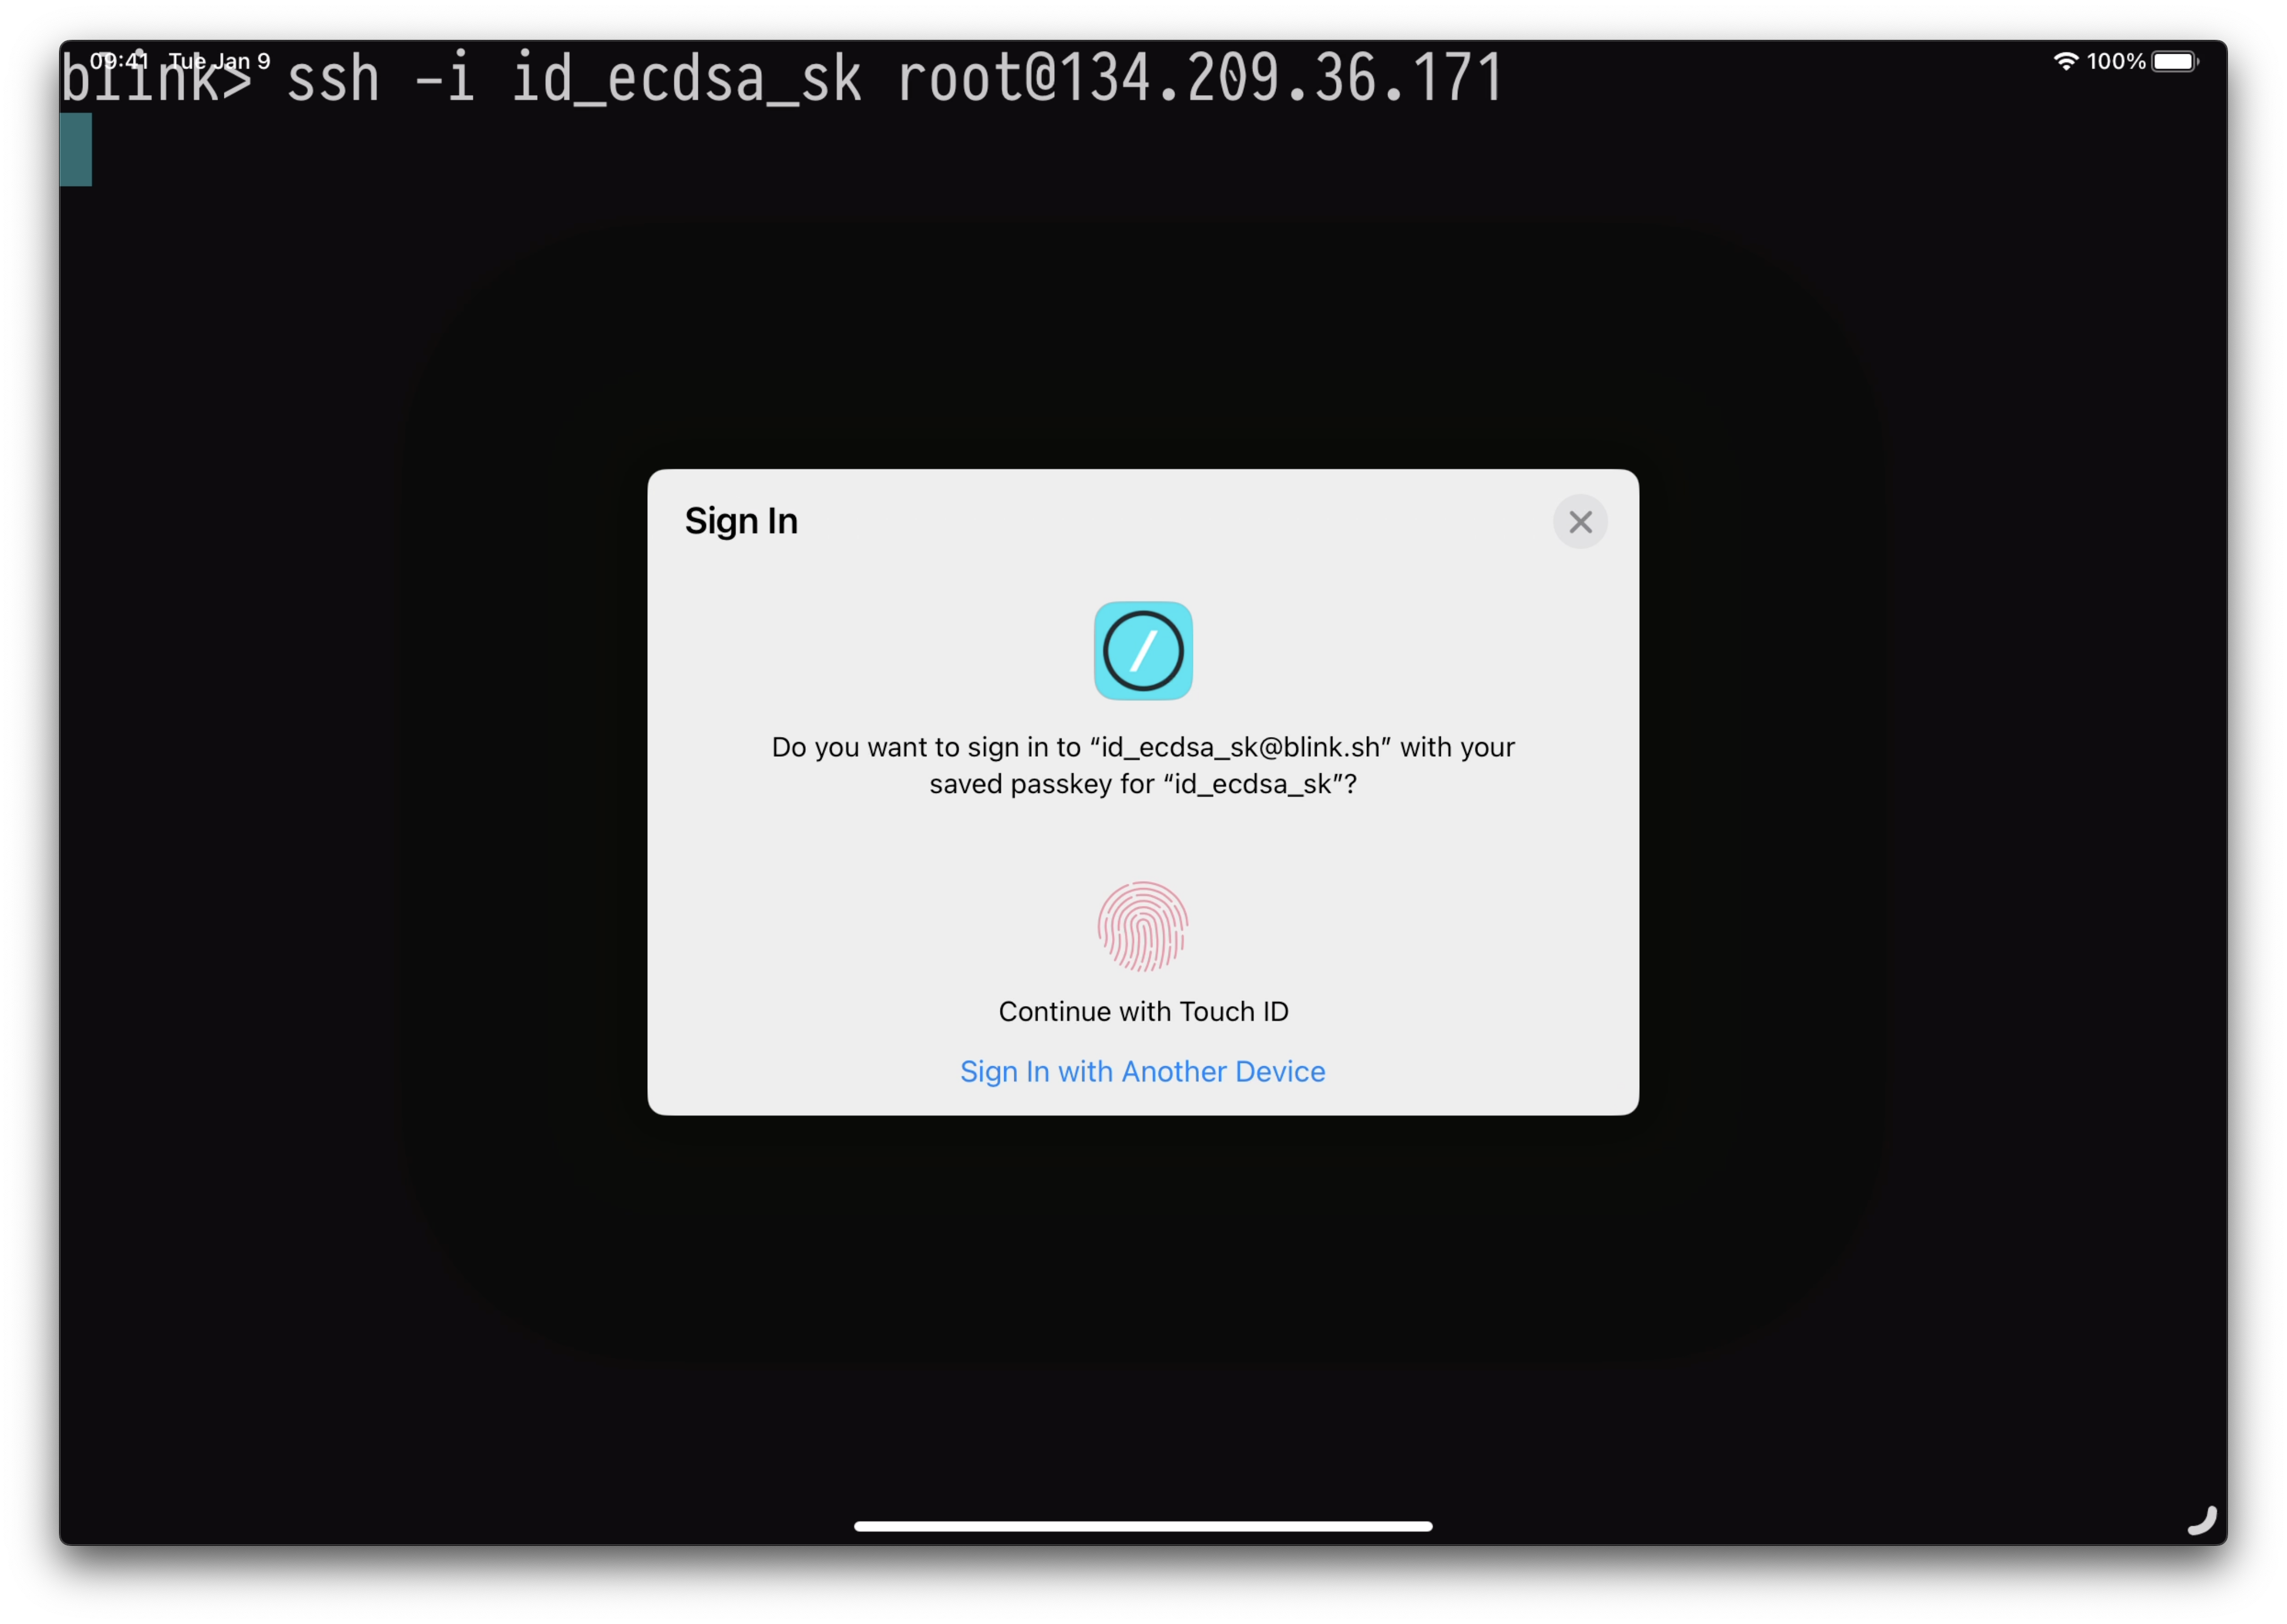 09:41 Tue Jan 9
100%
blink> ssh -i id_ecdsa_sk root@134.209.36.171
Sign In
Do you want to sign in to “id_ecdsa_sk@blink.sh” with your
saved passkey for “id_ecdsa_sk”?
Continue with Touch ID
Sign In with Another Device